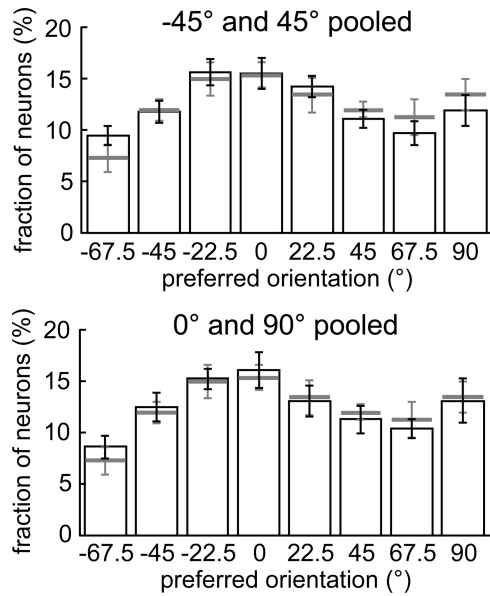 -45° and 45° pooled
fraction of neurons (%)
20
15
10
5
0
-67.5 -45 -22.5 0 22.5 45 67.5 90
preferred orientation (°)
0° and 90° pooled
fraction of neurons (%)
20
15
10
5
0
-67.5 -45 -22.5 0 22.5 45 67.5 90
preferred orientation (°)